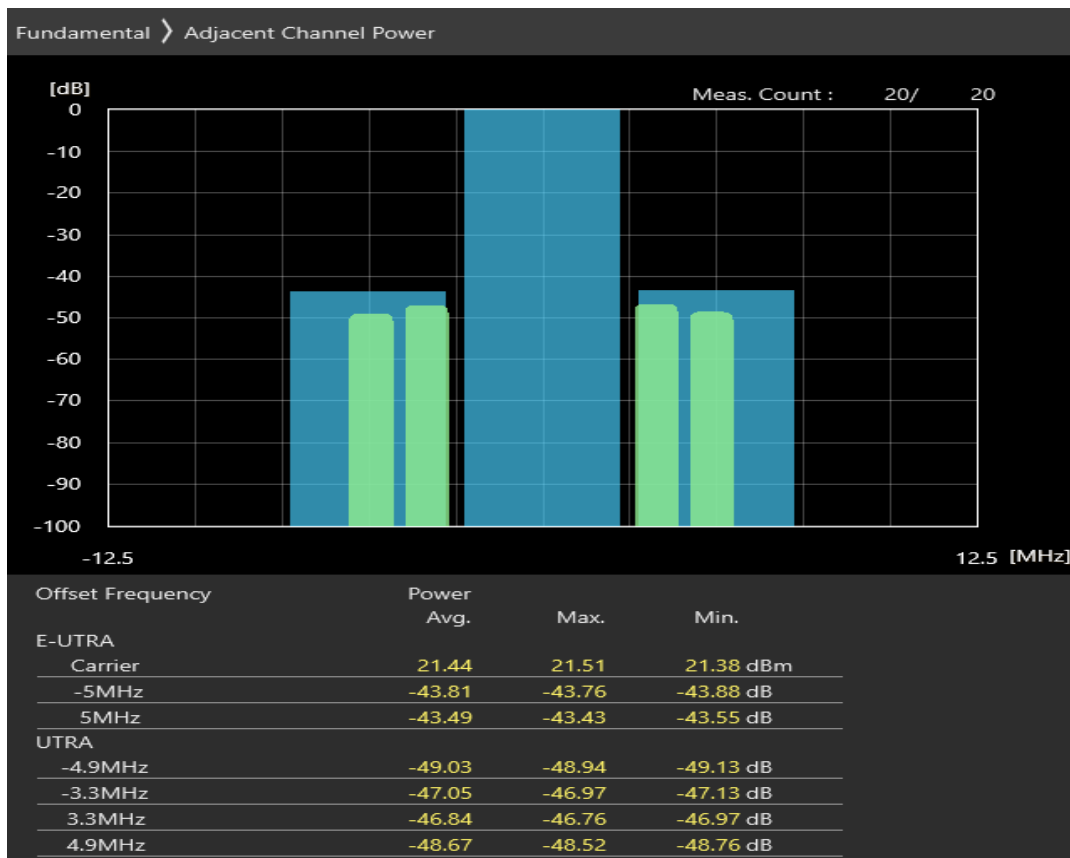 Fundamental 〉 Adjacent Channel Power
[dB]
Meas. Count : 20/ 20
0
-10
-20
-30
-40
-50
-60
-70
-80
-90
-100
-12.5 12.5 [MHz]
Offset Frequency Power
Avg. Max. Min.
E-UTRA
Carrier 21.44 21.51 21.38 dBm
-5MHz -43.81 -43.76 -43.88 dB
5MHz -43.49 -43.43 -43.55 dB
UTRA
-4.9MHz -49.03 -48.94 -49.13 dB
-3.3MHz -47.05 -46.97 -47.13 dB
3.3MHz -46.84 -46.76 -46.97 dB
4.9MHz -48.67 -48.52 -48.76 dB